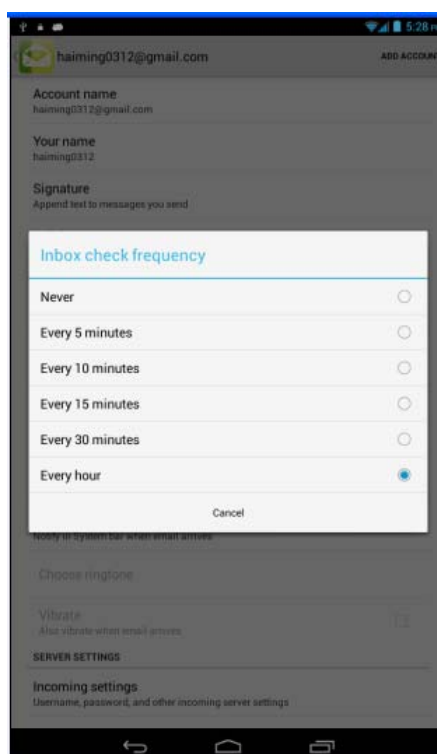 5:28
haiming0312@gmail.com
ADD ACCOUNT
Account name
haiming0312@gmail.com
Your name
haiming0312
Signature
Append text to messages you send
Inbox check frequency
Never
Every 5 minutes
Every 10 minutes
Every 15 minutes
Every 30 minutes
Every hour
Cancel
Notify in System bar when email arrives
Choose ringtone
Vibrate
Also vibrate when email arrives
SERVER SETTINGS
Incoming settings
Username, password, and other incoming server settings